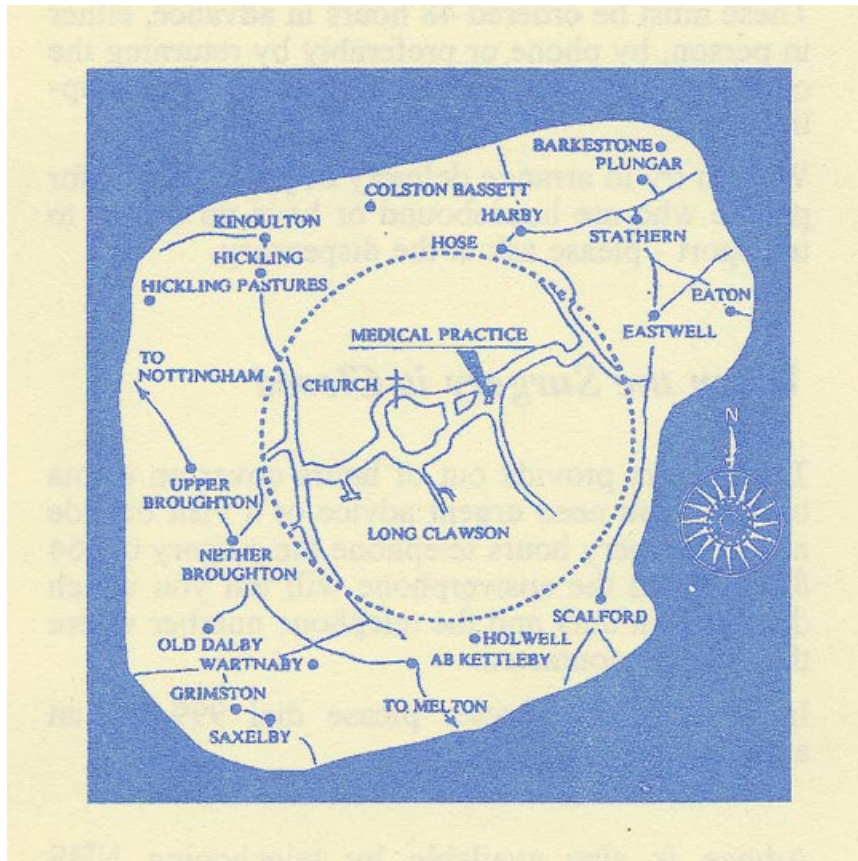 BARKESTONE
PLUNGAR
COLSTON BASSETT
HARBY
KINOULTON
STATHERN
HOSE
HICKLING
HICKLING PASTURES
EATON
EASTWELL
MEDICAL PRACTICE
TO
NOTTINGHAM
CHURCH
N
UPPER
BROUGHTON
LONG CLAWSON
NETHER
BROUGHTON
SCALFORD
HOLWELL
OLD DALBY
WARTNABY
AB KETTLEBY
GRIMSTON
TO MELTON
SAXELBY